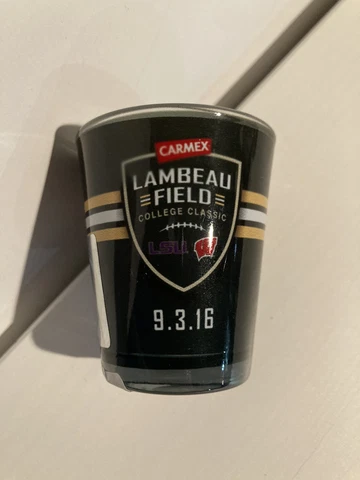 CARMEX
LAMBEAU
FIELD
COLLEGE CLASSIC
LSU W
9.3.16